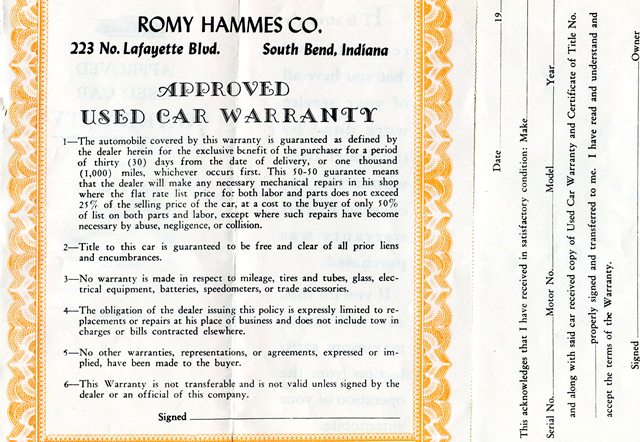 ROMY HAMMES CO.
223 No. Lafayette Blvd. South Bend, Indiana
APPROVED
USED CAR WARRANTY
1—The automobile covered by this warranty is guaranteed as defined by
the dealer herein for the exclusive benefit of the purchaser for a period
of thirty (30) days from the date of delivery, or one thousand
(1,000) miles, whichever occurs first. This 50-50 guarantee means
that the dealer will make any necessary mechanical repairs in his shop
where the flat rate list price for both labor and parts does not exceed
25% of the selling price of the car, at a cost to the buyer of only 50%
of list on both parts and labor, except where such repairs have become
necessary by abuse, negligence, or collision.
2—Title to this car is guaranteed to be free and clear of all prior liens
and encumbrances.
3—No warranty is made in respect to mileage, tires and tubes, glass, elec-
trical equipment, batteries, speedometers, or trade accessories.
4—The obligation of the dealer issuing this policy is expressly limited to re-
placements or repairs at his place of business and does not include tow in
charges or bills contracted elsewhere.
5—No other warranties, representations, or agreements, expressed or im-
plied, have been made to the buyer.
6—This Warranty is not transferable and is not valid unless signed by the
dealer or an official of this company.
Signed
Date 19
This acknowledges that I have received in satisfactory condition: Make
Serial No. Motor No. Model Year
and along with said car received copy of Used Car Warranty and Certificate of Title No.
properly signed and transferred to me. I have read and understand and
accept the terms of the Warranty.
Signed Owner